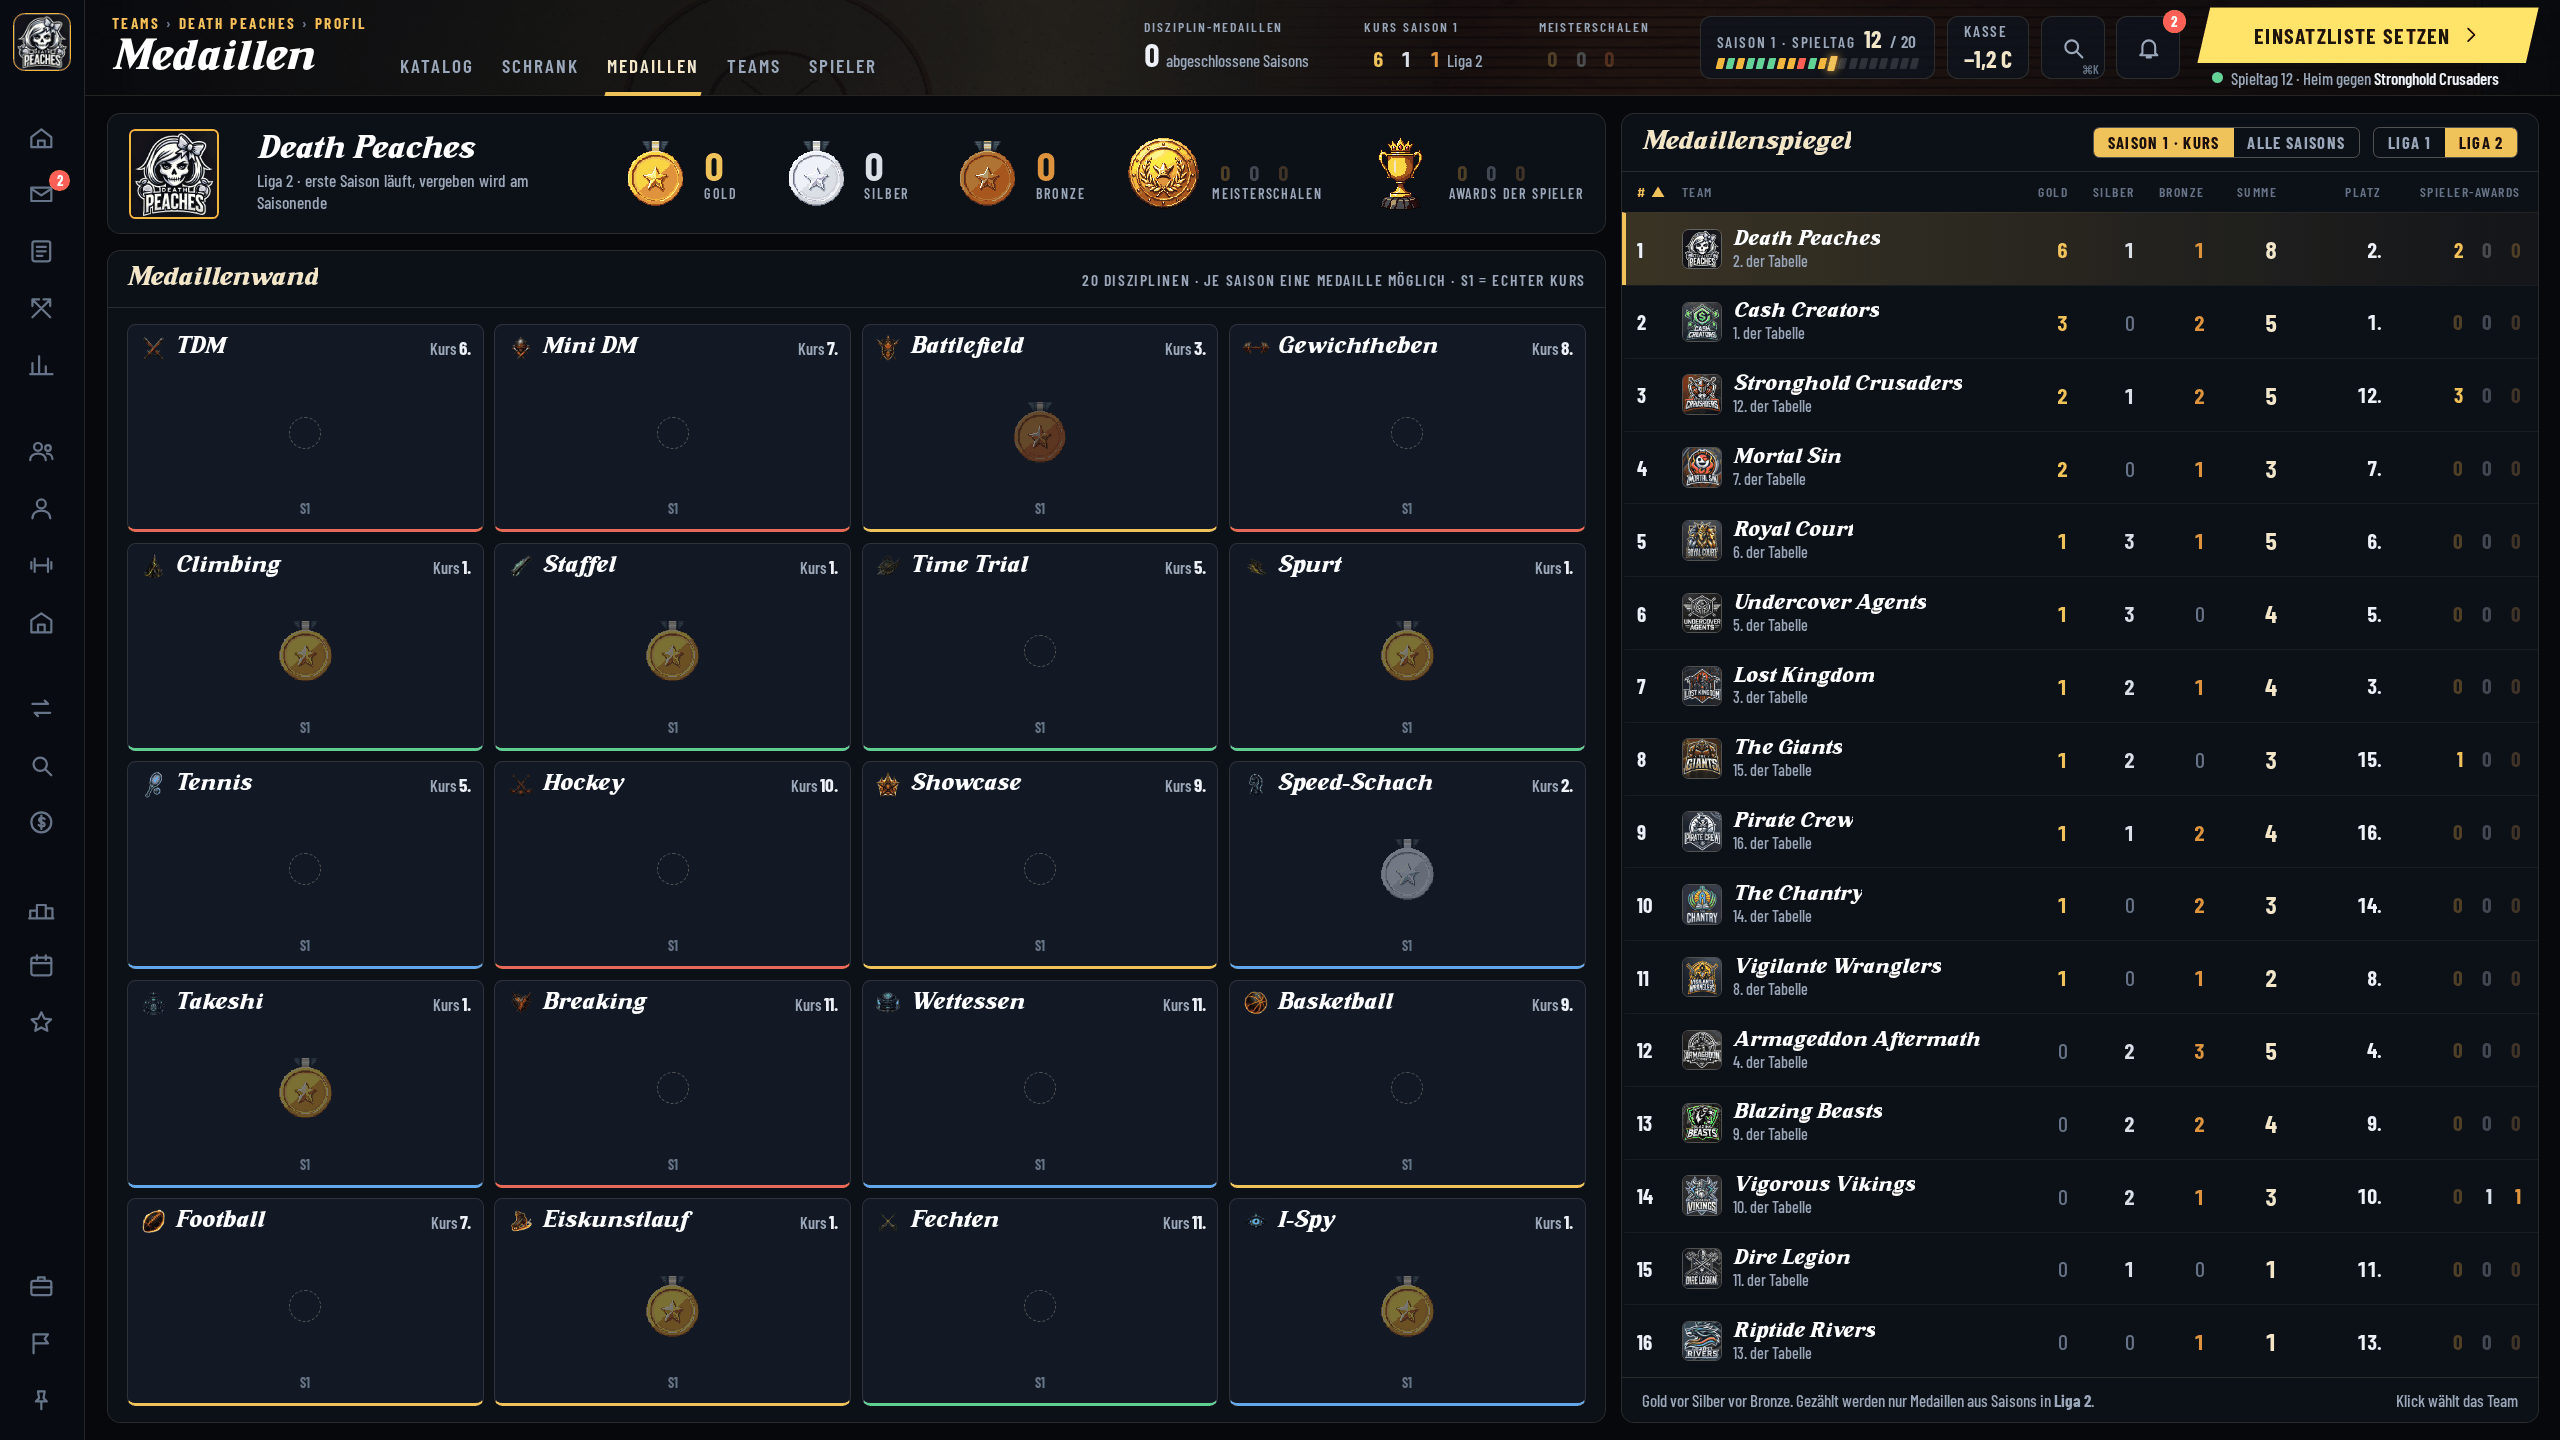 TEAMS › DEATH PEACHES › PROFIL
Medaillen
KATALOG SCHRANK MEDAILLEN TEAMS SPIELER
DISZIPLIN-MEDAILLEN
0 abgeschlossene Saisons
KURS SAISON 1
6 1 1 Liga 2
MEISTERSCHALEN
0 0 0
SAISON 1 · SPIELTAG 12 / 20
KASSE
−1,2 C
⌘K
2
EINSATZLISTE SETZEN
Spieltag 12 · Heim gegen Stronghold Crusaders
2
DEATH PEACHES
Death Peaches
Liga 2 · erste Saison läuft, vergeben wird am
Saisonende
0 GOLD
0 SILBER
0 BRONZE
0 0 0 MEISTERSCHALEN
0 0 0 AWARDS DER SPIELER
Medaillenwand
20 DISZIPLINEN · JE SAISON EINE MEDAILLE MÖGLICH · S1 = ECHTER KURS
TDM Kurs 6.
S1
Mini DM Kurs 7.
S1
Battlefield Kurs 3.
S1
Gewichtheben Kurs 8.
S1
Climbing Kurs 1.
S1
Staffel Kurs 1.
S1
Time Trial Kurs 5.
S1
Spurt Kurs 1.
S1
Tennis Kurs 5.
S1
Hockey Kurs 10.
S1
Showcase Kurs 9.
S1
Speed-Schach Kurs 2.
S1
Takeshi Kurs 1.
S1
Breaking Kurs 11.
S1
Wettessen Kurs 11.
S1
Basketball Kurs 9.
S1
Football Kurs 7.
S1
Eiskunstlauf Kurs 1.
S1
Fechten Kurs 11.
S1
I-Spy Kurs 1.
S1
Medaillenspiegel
SAISON 1 · KURS ALLE SAISONS LIGA 1 LIGA 2
# ▲ TEAM GOLD SILBER BRONZE SUMME PLATZ SPIELER-AWARDS
1 Death Peaches 6 1 1 8 2. 2 0 0
2. der Tabelle
2 Cash Creators 3 0 2 5 1. 0 0 0
1. der Tabelle
3 Stronghold Crusaders 2 1 2 5 12. 3 0 0
12. der Tabelle
4 Mortal Sin 2 0 1 3 7. 0 0 0
7. der Tabelle
5 Royal Court 1 3 1 5 6. 0 0 0
6. der Tabelle
6 Undercover Agents 1 3 0 4 5. 0 0 0
5. der Tabelle
7 Lost Kingdom 1 2 1 4 3. 0 0 0
3. der Tabelle
8 The Giants 1 2 0 3 15. 1 0 0
15. der Tabelle
9 Pirate Crew 1 1 2 4 16. 0 0 0
16. der Tabelle
10 The Chantry 1 0 2 3 14. 0 0 0
14. der Tabelle
11 Vigilante Wranglers 1 0 1 2 8. 0 0 0
8. der Tabelle
12 Armageddon Aftermath 0 2 3 5 4. 0 0 0
4. der Tabelle
13 Blazing Beasts 0 2 2 4 9. 0 0 0
9. der Tabelle
14 Vigorous Vikings 0 2 1 3 10. 0 1 1
10. der Tabelle
15 Dire Legion 0 1 0 1 11. 0 0 0
11. der Tabelle
16 Riptide Rivers 0 0 1 1 13. 0 0 0
13. der Tabelle
Gold vor Silber vor Bronze. Gezählt werden nur Medaillen aus Saisons in Liga 2. Klick wählt das Team